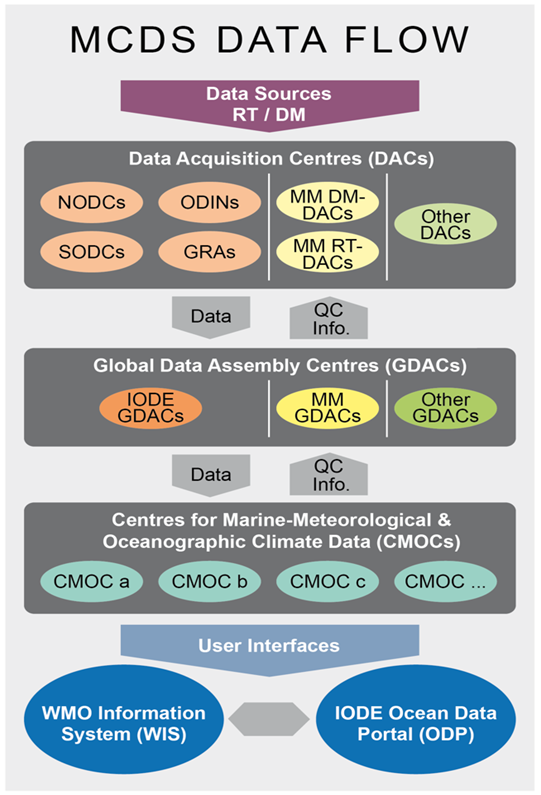 MCDS DATA FLOW
Data Sources
RT / DM
Data Acquisition Centres (DACs)
NODCs
ODINs
MM DM-
DACs
Other
DACs
SODCs
GRAs
MM RT-
DACs
Data
QC
Info.
Global Data Assembly Centres (GDACs)
IODE
GDACs
MM
GDACs
Other
GDACs
Data
QC
Info.
Centres for Marine-Meteorological &
Oceanographic Climate Data (CMOCs)
CMOC a
CMOC b
CMOC c
CMOC ...
User Interfaces
WMO Information
System (WIS)
IODE Ocean Data
Portal (ODP)